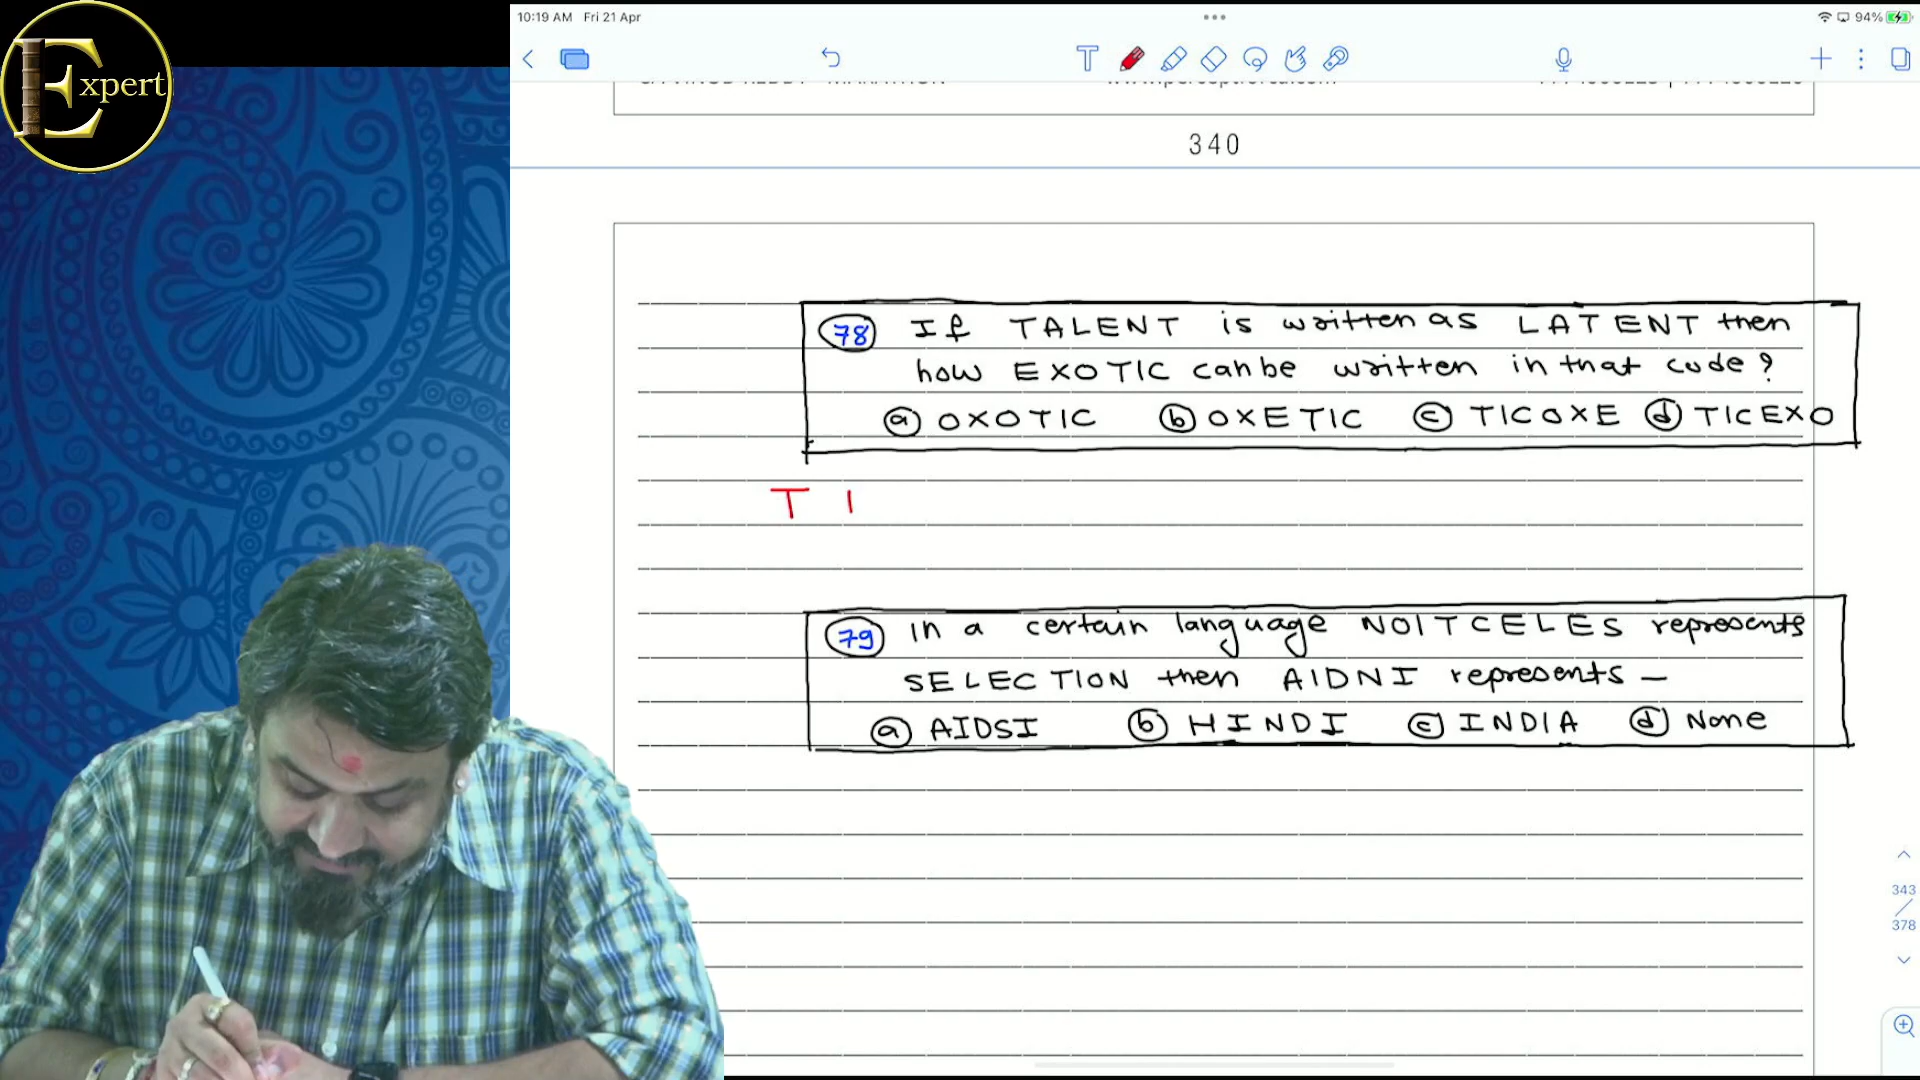 10:19 AM Fri 21 Apr
94%
Expert
T
340
78 If TALENT is written as LATENT then
how EXOTIC can be written in that code?
a OXOTIC b OXETIC c TICOXE d TICEXO
T I
79 In a certain language NOITCELES represents
SELECTION then AIDNI represents –
a AIDSI b HINDI c INDIA d None
343
378